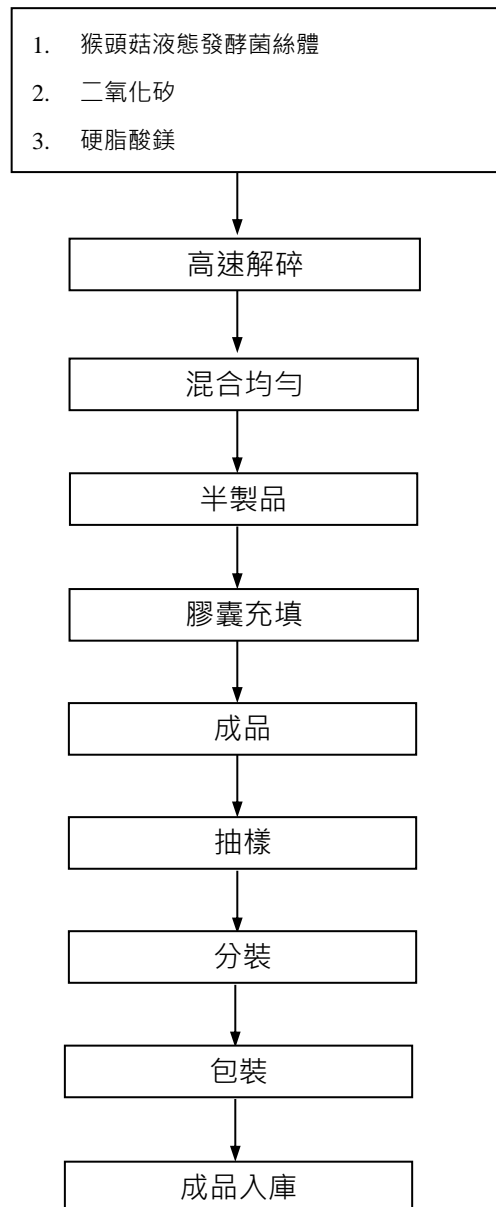 1. 猴頭菇液態發酵菌絲體
2. 二氧化矽
3. 硬脂酸鎂
高速解碎
混合均勻
半製品
膠囊充填
成品
抽樣
分裝
包裝
成品入庫